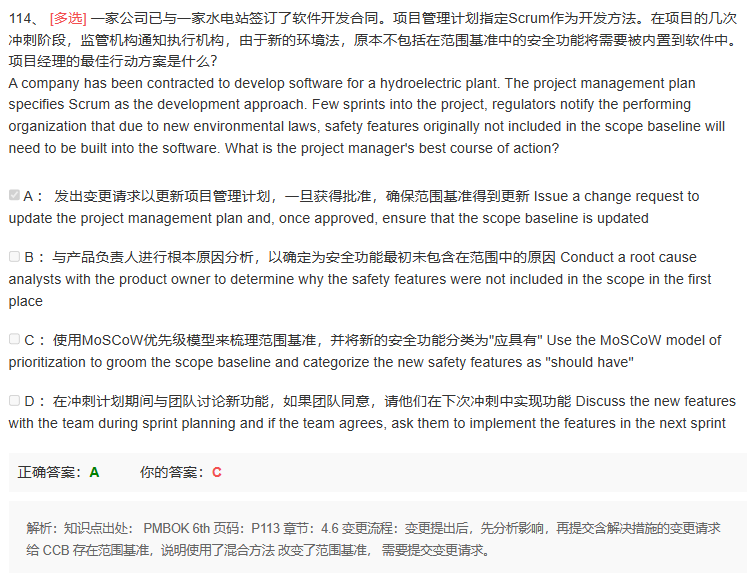 114、 [多选] 一家公司已与一家水电站签订了软件开发合同。项目管理计划指定Scrum作为开发方法。在项目的几次
冲刺阶段，监管机构通知执行机构，由于新的环境法，原本不包括在范围基准中的安全功能将需要被内置到软件中。
项目经理的最佳行动方案是什么？
A company has been contracted to develop software for a hydroelectric plant. The project management plan
specifies Scrum as the development approach. Few sprints into the project, regulators notify the performing
organization that due to new environmental laws, safety features originally not included in the scope baseline will
need to be built into the software. What is the project manager's best course of action?
A： 发出变更请求以更新项目管理计划，一旦获得批准，确保范围基准得到更新 Issue a change request to
update the project management plan and, once approved, ensure that the scope baseline is updated
B： 与产品负责人进行根本原因分析，以确定为安全功能最初未包含在范围中的原因 Conduct a root cause
analysts with the product owner to determine why the safety features were not included in the scope in the first
place
C： 使用MoSCoW优先级模型来梳理范围基准，并将新的安全功能分类为"应具有" Use the MoSCoW model of
prioritization to groom the scope baseline and categorize the new safety features as "should have"
D： 在冲刺计划期间与团队讨论新功能，如果团队同意，请他们在下次冲刺中实现功能 Discuss the new features
with the team during sprint planning and if the team agrees, ask them to implement the features in the next sprint
正确答案：A 你的答案：C
解析：知识点出处： PMBOK 6th 页码：P113 章节：4.6 变更流程：变更提出后，先分析影响，再提交含解决措施的变更请求
给 CCB 存在范围基准，说明使用了混合方法 改变了范围基准， 需要提交变更请求。